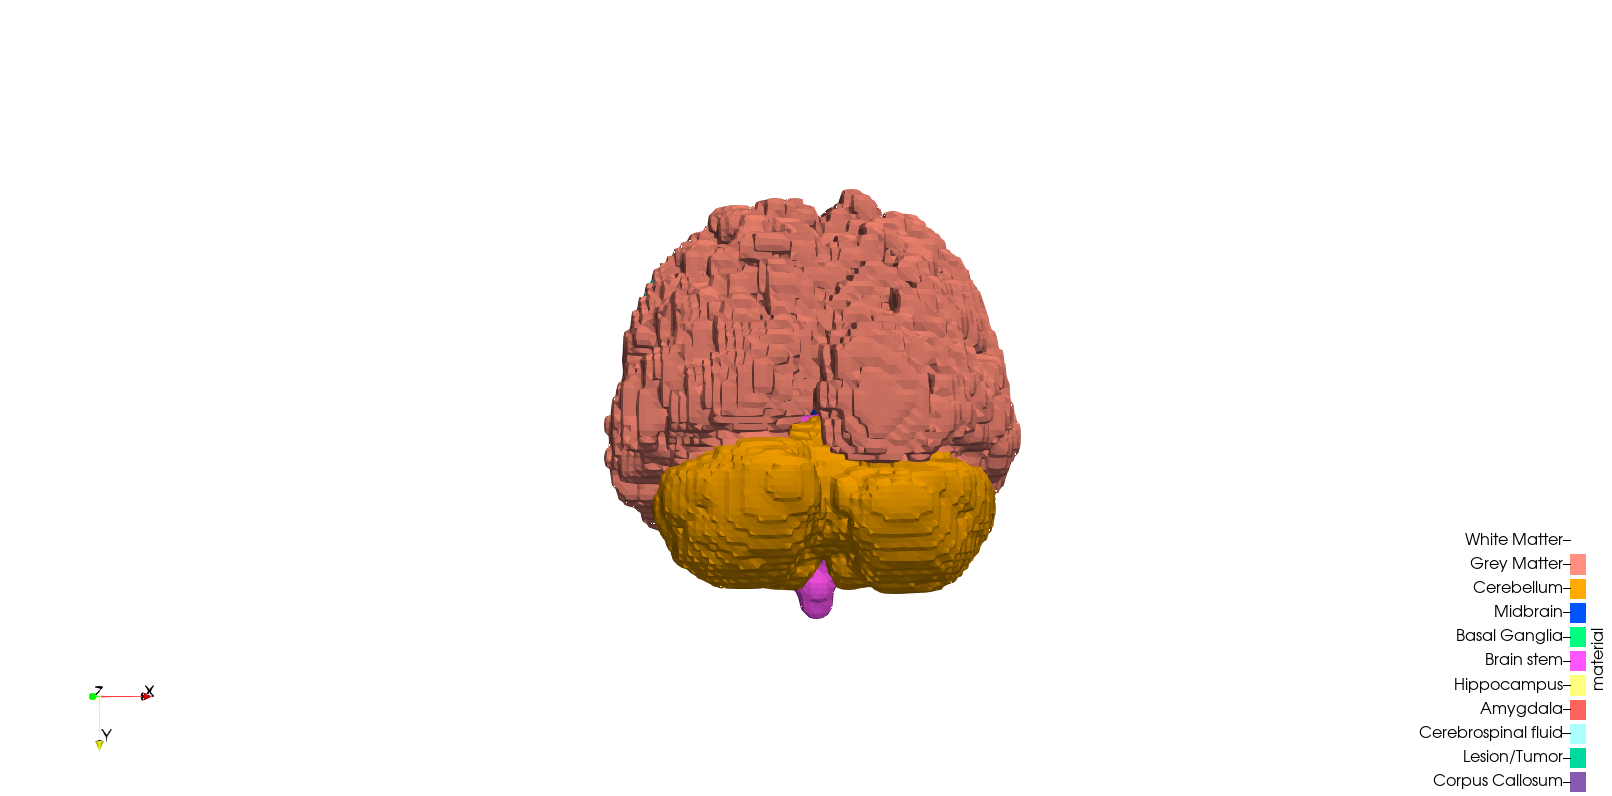 White Matter
Grey Matter
Cerebellum
Midbrain
Basal Ganglia
Brain stem
Hippocampus
Amygdala
Cerebrospinal fluid
Lesion/Tumor
Corpus Callosum
material
Z X
Y